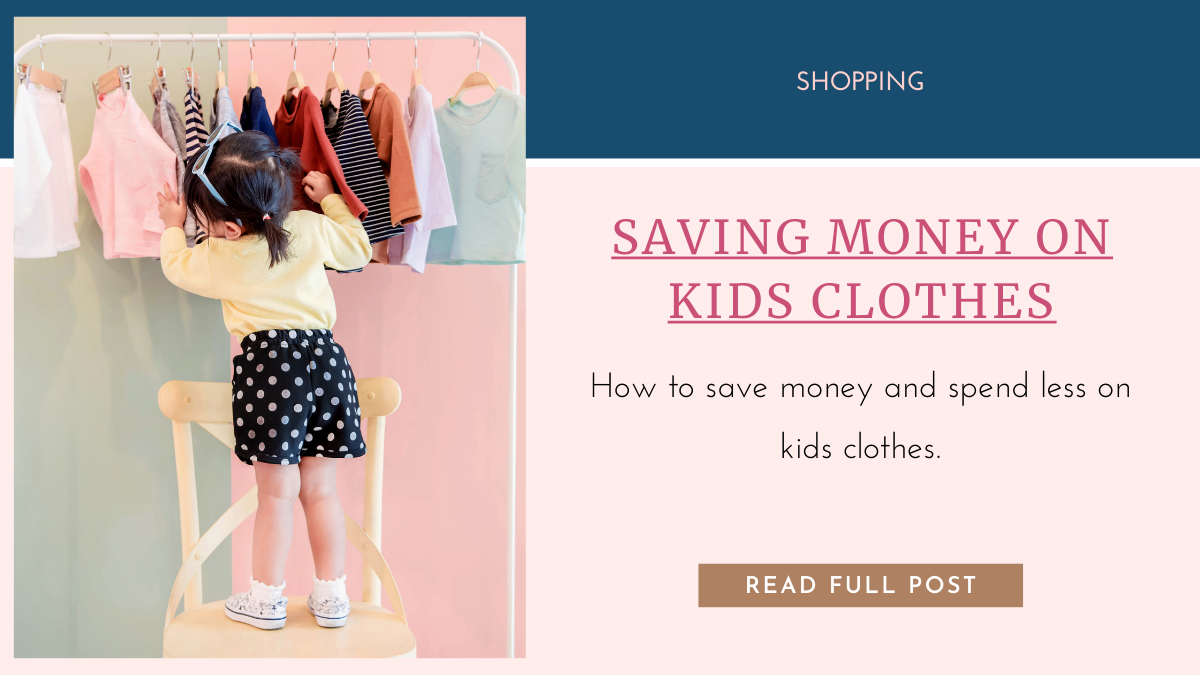 SHOPPING
SAVING MONEY ON
KIDS CLOTHES
How to save money and spend less on
kids clothes.
READ FULL POST